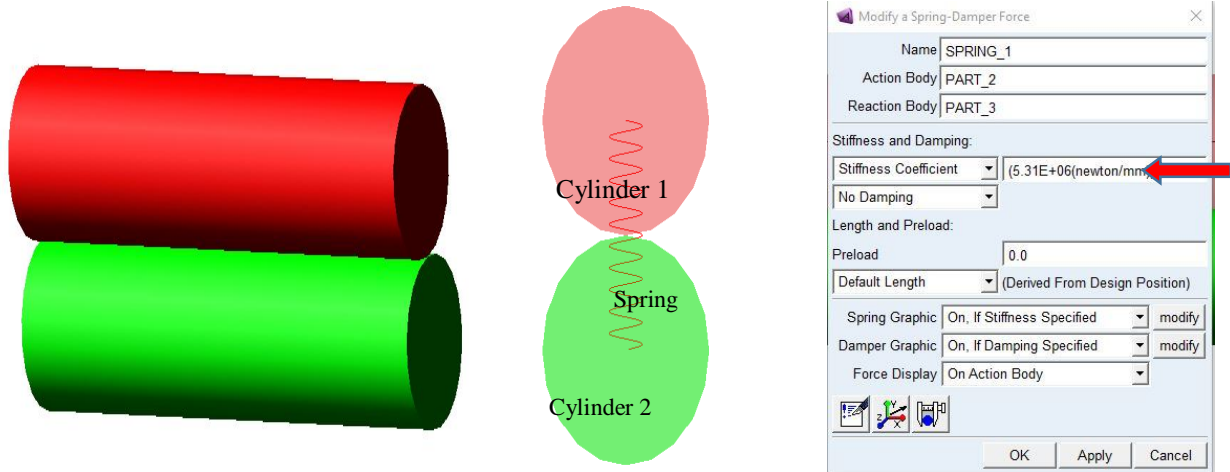 Cylinder 1
Spring
Cylinder 2
Modify a Spring-Damper Force
Name SPRING_1
Action Body PART_2
Reaction Body PART_3
Stiffness and Damping:
Stiffness Coefficient (5.31E+06(newton/mm)
No Damping
Length and Preload:
Preload 0.0
Default Length (Derived From Design Position)
Spring Graphic On, If Stiffness Specified modify
Damper Graphic On, If Damping Specified modify
Force Display On Action Body
OK Apply Cancel